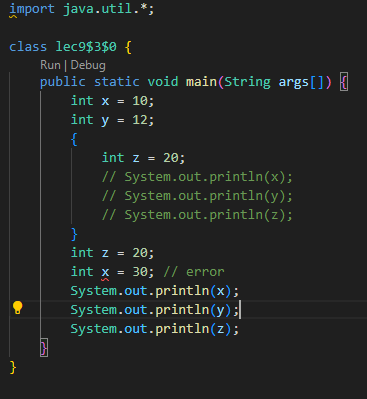 import java.util.*;
class lec9$3$0 {
Run | Debug
public static void main(String args[]) {
int x = 10;
int y = 12;
{
int z = 20;
// System.out.println(x);
// System.out.println(y);
// System.out.println(z);
}
int z = 20;
int x = 30; // error
System.out.println(x);
System.out.println(y);
System.out.println(z);
}
}